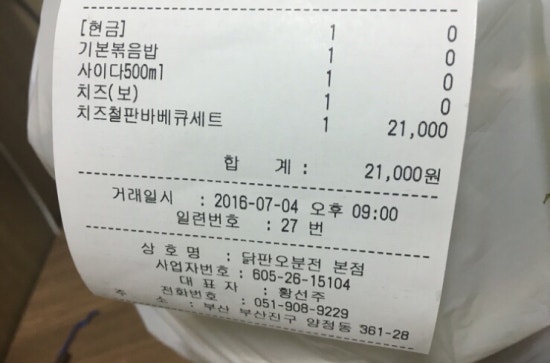 [현금] 1 0
기본볶음밥 1 0
사이다500ml 1 0
치즈(보) 1 0
치즈철판바베큐세트 1 21,000
합 계 : 21,000원
거래일시 : 2016-07-04 오후 09:00
일련번호 : 27 번
상 호 명 : 닭판오분전 본점
사업자번호 : 605-26-15104
대 표 자 : 황선주
전화번호 : 051-908-9229
주 소 : 부산 부산진구 양정동 361-28